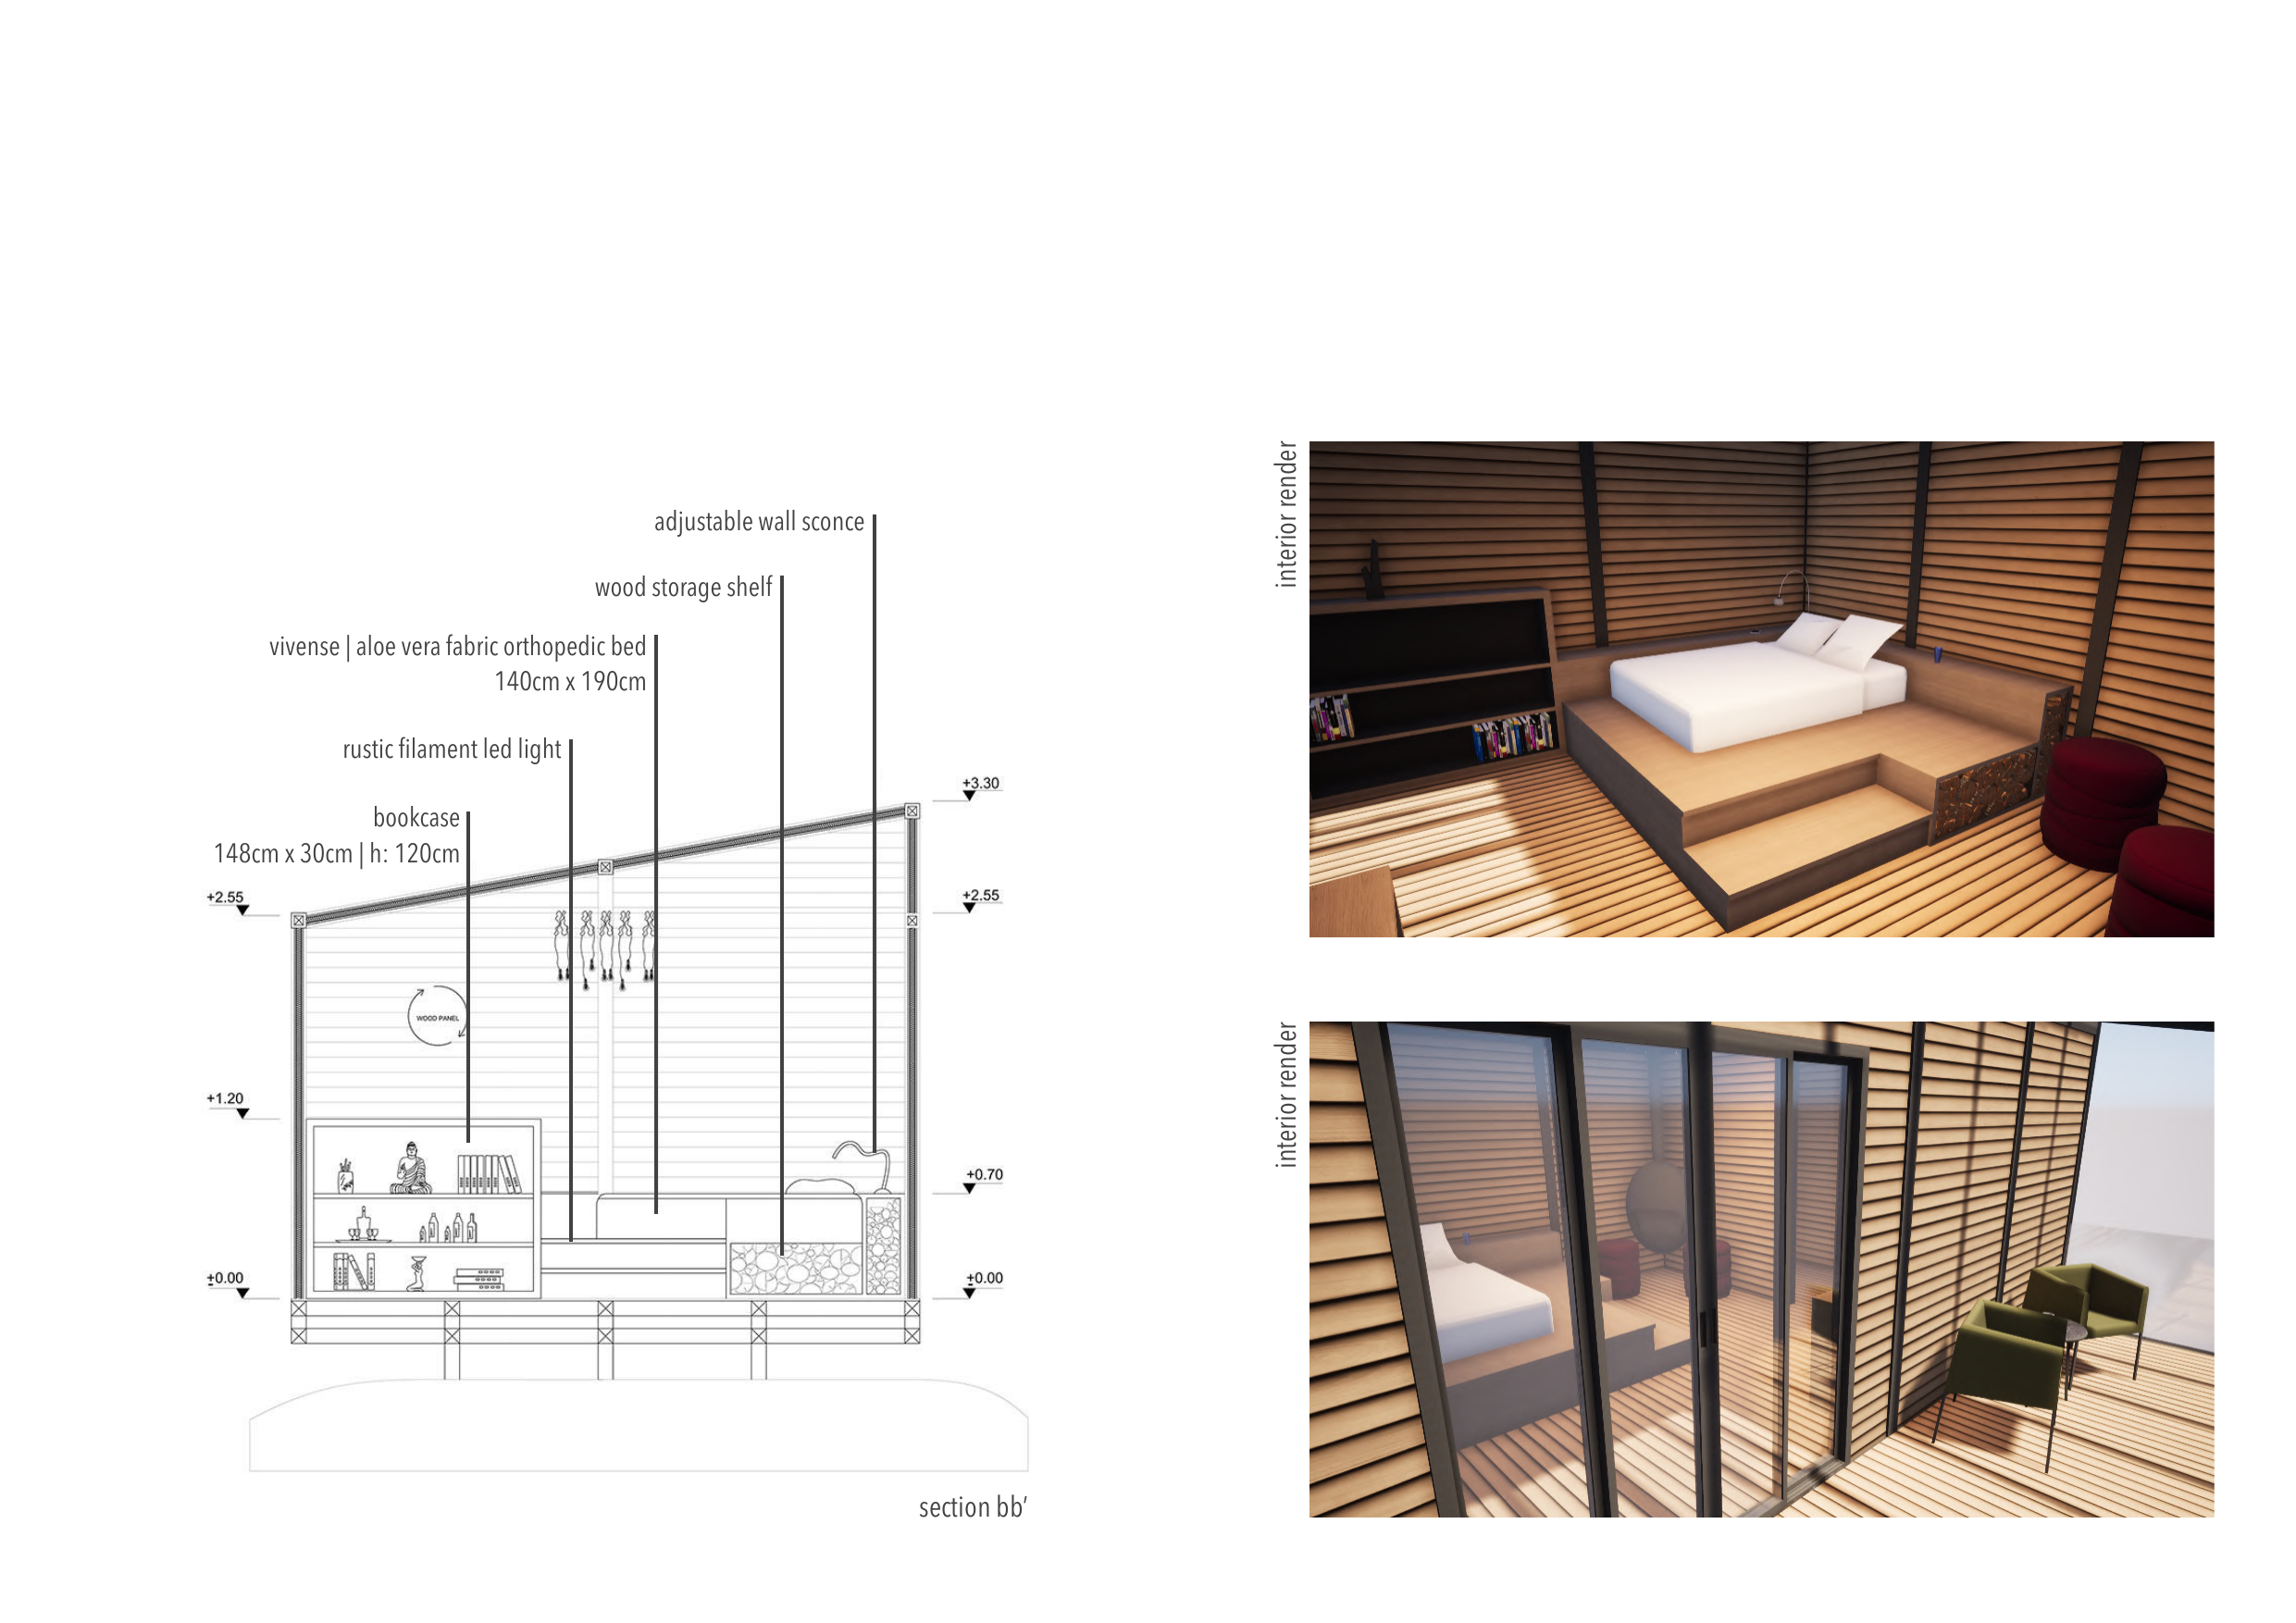 adjustable wall sconce
wood storage shelf
vivense | aloe vera fabric orthopedic bed
140cm x 190cm
rustic filament led light
bookcase
148cm x 30cm | h: 120cm
+3.30
+2.55
+2.55
WOOD PANEL
+1.20
+0.70
±0.00
±0.00
section bb'
interior render
interior render